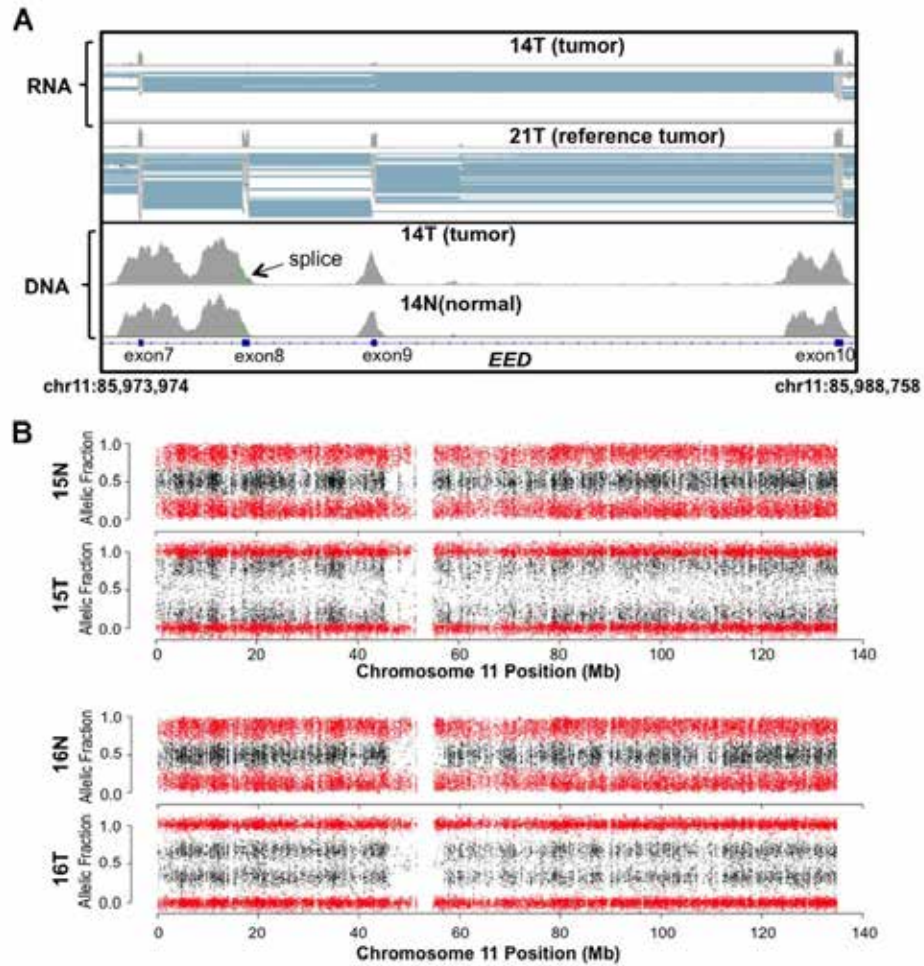 A
14T (tumor)
RNA
21T (reference tumor)
14T (tumor)
splice
DNA
14N(normal)
exon7 exon8 exon9 EED exon10
chr11:85,973,974 chr11:85,988,758
B
15N
Allelic Fraction
1.0
0.5
0.0
15T
Allelic Fraction
1.0
0.5
0.0
0 20 40 60 80 100 120 140
Chromosome 11 Position (Mb)
16N
Allelic Fraction
1.0
0.5
0.0
16T
Allelic Fraction
1.0
0.5
0.0
0 20 40 60 80 100 120 140
Chromosome 11 Position (Mb)